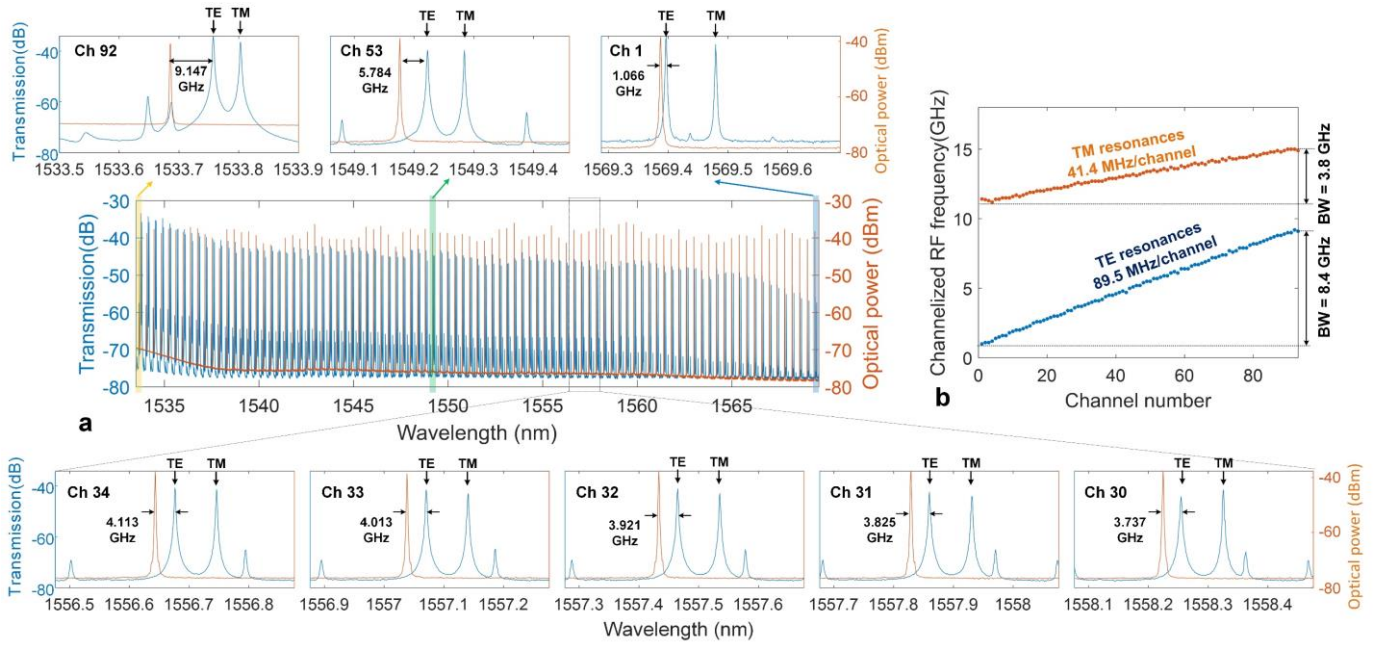 TE TM
Ch 92
9.147
GHz
Transmission(dB)
-40
-60
-80
1533.5 1533.6 1533.7 1533.8 1533.9
TE TM
Ch 53
5.784
GHz
1549.1 1549.2 1549.3 1549.4
TE TM
Ch 1
1.066
GHz
-40
-60
-80
Optical power (dBm)
1569.3 1569.4 1569.5 1569.6
Transmission(dB)
-30
-40
-50
-60
-70
-80
-30
-40
-50
-60
-70
-80
Optical power (dBm)
1535 1540 1545 1550 1555 1560 1565
a
Wavelength (nm)
Channelized RF frequency(GHz)
15
10
5
0
TM resonances
41.4 MHz/channel
TE resonances
89.5 MHz/channel
BW = 3.8 GHz
BW = 8.4 GHz
0 20 40 60 80
b
Channel number
TE TM
Ch 34
4.113
GHz
Transmission(dB)
-40
-60
-80
1556.5 1556.6 1556.7 1556.8
TE TM
Ch 33
4.013
GHz
1556.9 1557 1557.1 1557.2
TE TM
Ch 32
3.921
GHz
1557.3 1557.4 1557.5 1557.6
TE TM
Ch 31
3.825
GHz
1557.7 1557.8 1557.9 1558
TE TM
Ch 30
3.737
GHz
-40
-60
-80
Optical power (dBm)
1558.1 1558.2 1558.3 1558.4
Wavelength (nm)